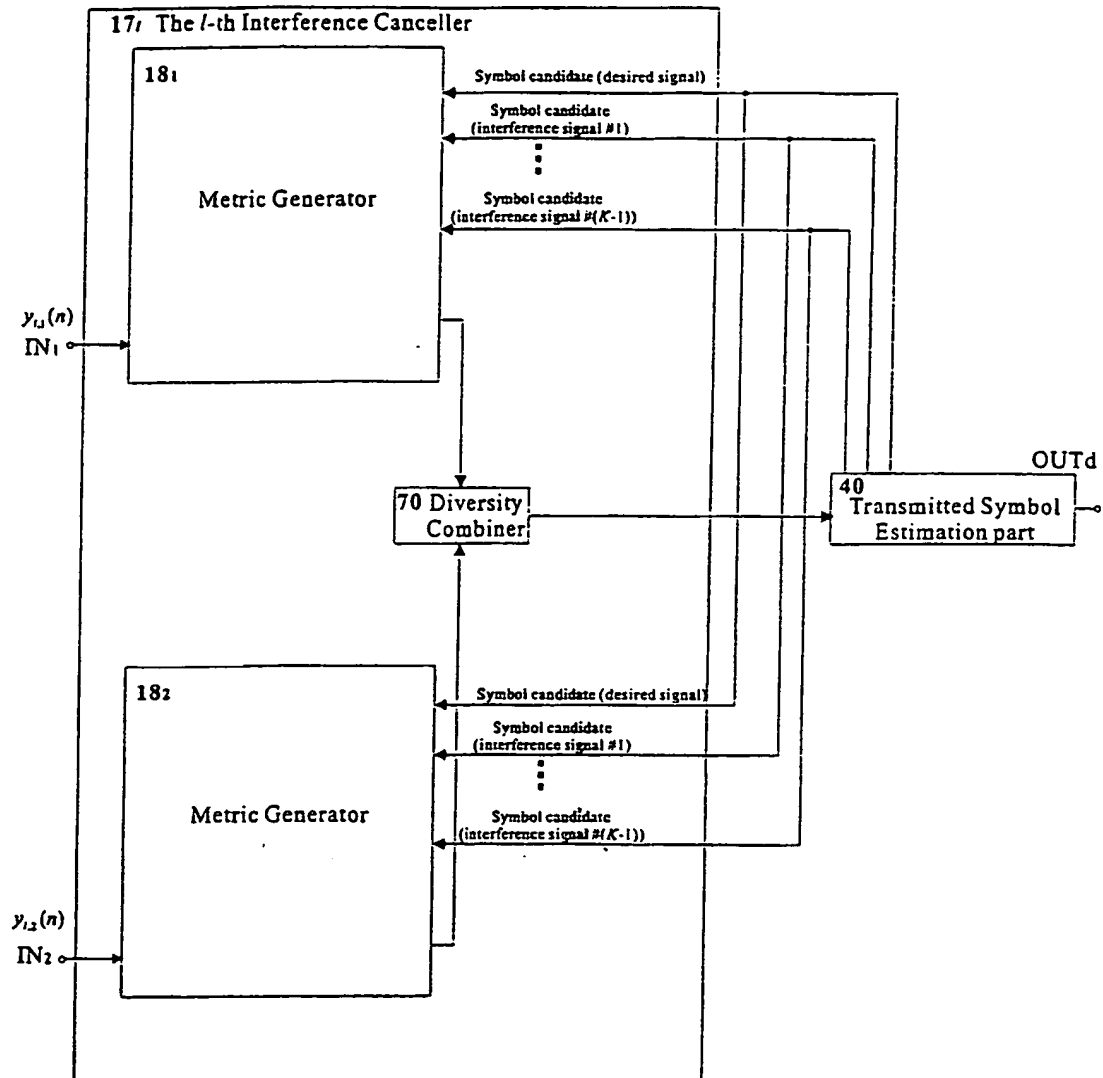 17l The l-th Interference Canceller
181
Metric Generator
Symbol candidate (desired signal)
Symbol candidate
(interference signal #1)
Symbol candidate
(interference signal #(K-1))
yl,1(n)
IN1
70 Diversity
Combiner
OUTd
40
Transmitted Symbol
Estimation part
182
Metric Generator
Symbol candidate (desired signal)
Symbol candidate
(interference signal #1)
Symbol candidate
(interference signal #(K-1))
yl,2(n)
IN2